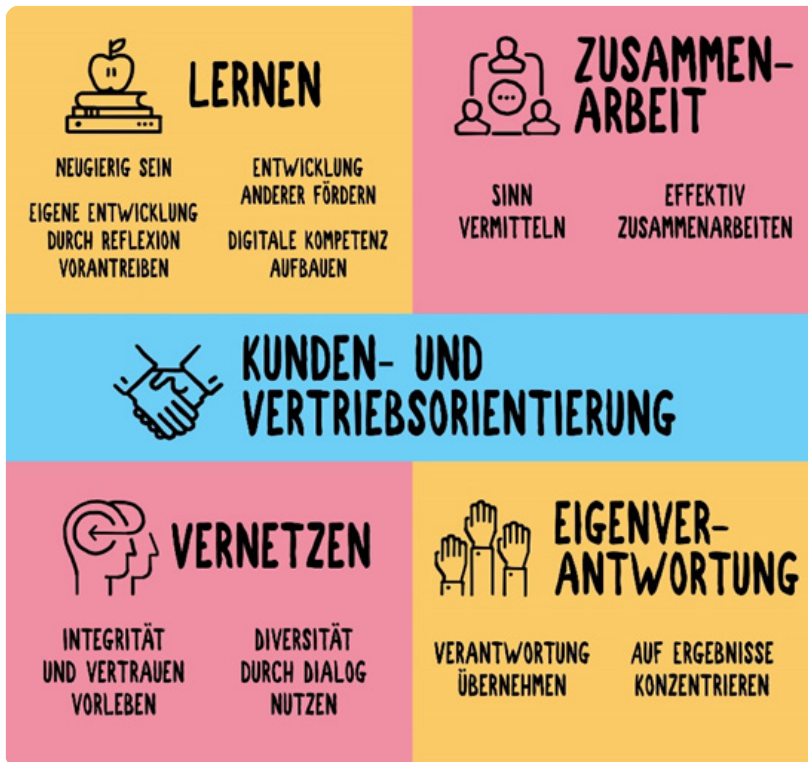 LERNEN
NEUGIERIG SEIN
EIGENE ENTWICKLUNG
DURCH REFLEXION
VORANTREIBEN
ENTWICKLUNG
ANDERER FÖRDERN
DIGITALE KOMPETENZ
AUFBAUEN
ZUSAMMEN-
ARBEIT
SINN
VERMITTELN
EFFEKTIV
ZUSAMMENARBEITEN
KUNDEN- UND
VERTRIEBSORIENTIERUNG
VERNETZEN
INTEGRITÄT
UND VERTRAUEN
VORLEBEN
DIVERSITÄT
DURCH DIALOG
NUTZEN
EIGENVER-
ANTWORTUNG
VERANTWORTUNG
ÜBERNEHMEN
AUF ERGEBNISSE
KONZENTRIEREN